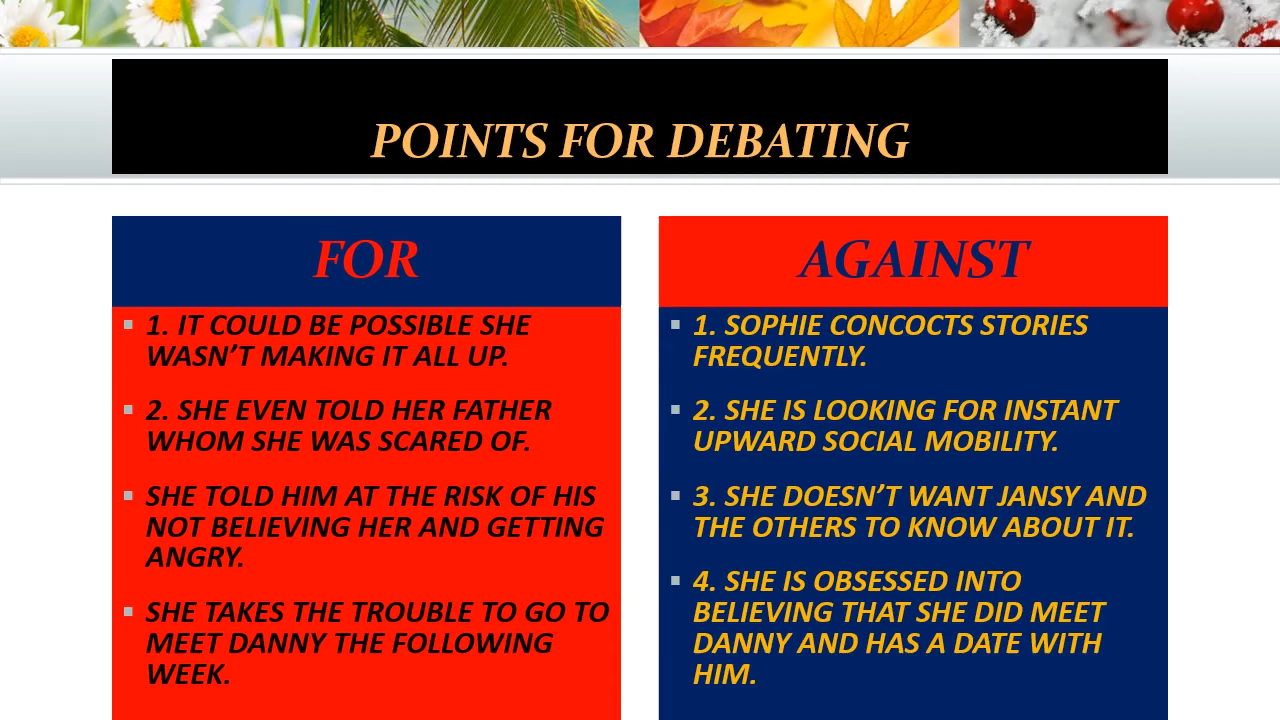 POINTS FOR DEBATING
FOR
▪ 1. IT COULD BE POSSIBLE SHE
WASN’T MAKING IT ALL UP.
▪ 2. SHE EVEN TOLD HER FATHER
WHOM SHE WAS SCARED OF.
▪ SHE TOLD HIM AT THE RISK OF HIS
NOT BELIEVING HER AND GETTING
ANGRY.
▪ SHE TAKES THE TROUBLE TO GO TO
MEET DANNY THE FOLLOWING
WEEK.
AGAINST
▪ 1. SOPHIE CONCOCTS STORIES
FREQUENTLY.
▪ 2. SHE IS LOOKING FOR INSTANT
UPWARD SOCIAL MOBILITY.
▪ 3. SHE DOESN’T WANT JANSY AND
THE OTHERS TO KNOW ABOUT IT.
▪ 4. SHE IS OBSESSED INTO
BELIEVING THAT SHE DID MEET
DANNY AND HAS A DATE WITH
HIM.